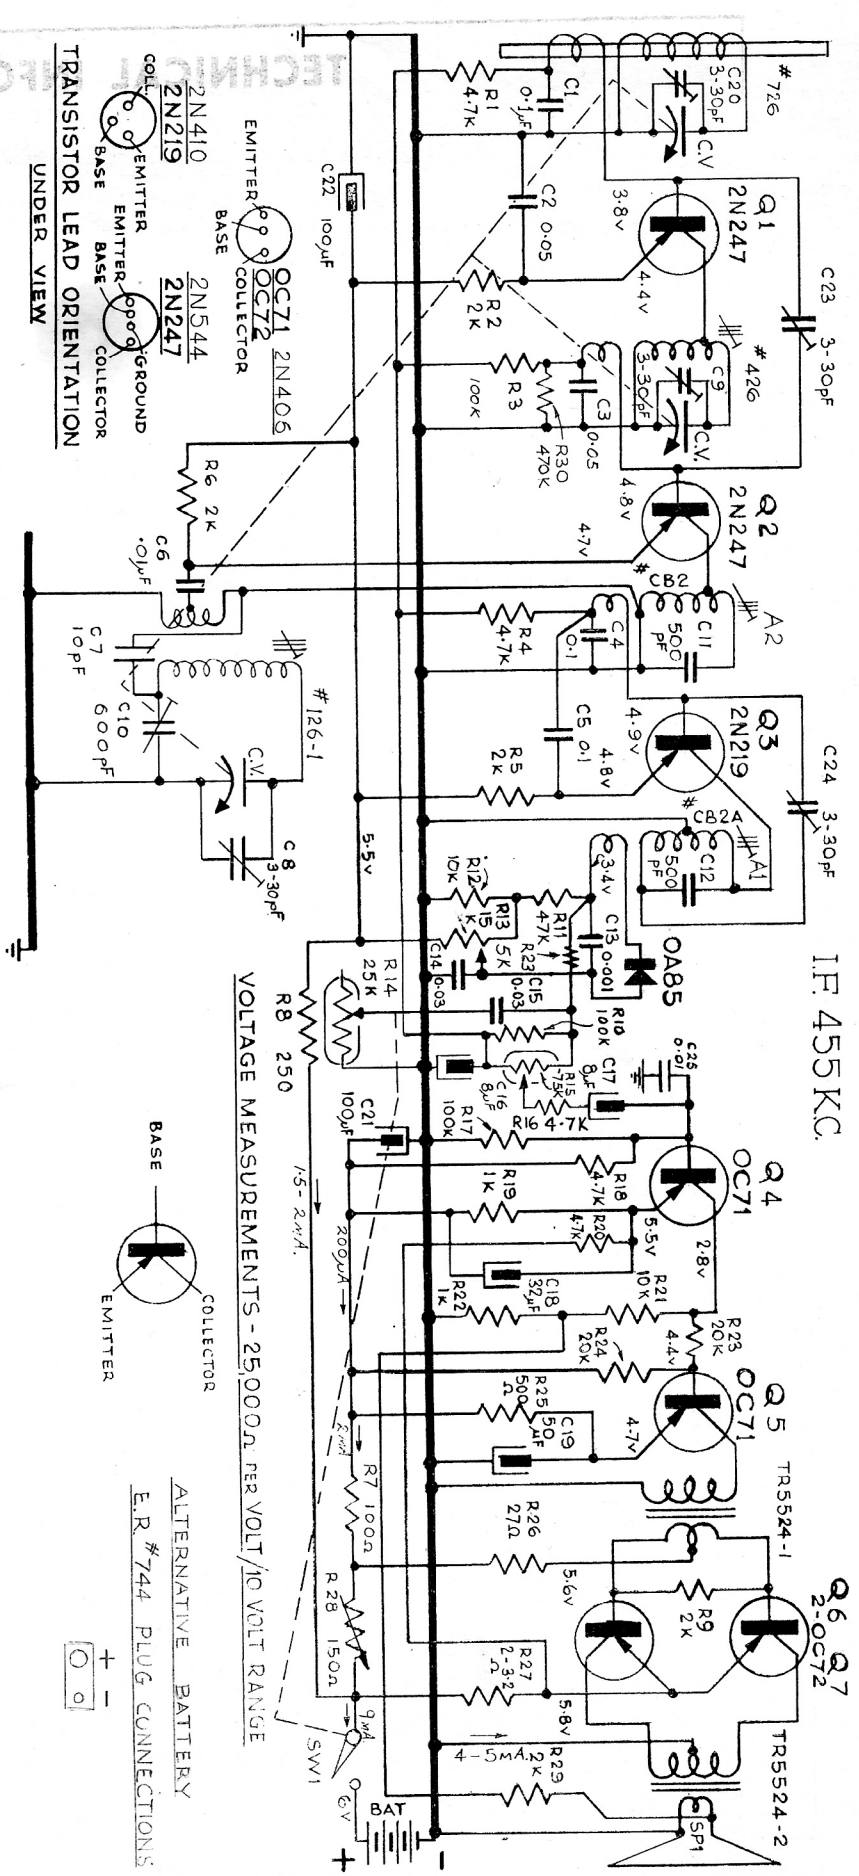 I.F. 455 K.C.
# 726
C20
3-30pF
C.V
C1
0.1µF
R1
4.7K
Q1
2N247
3.8v
4.4v
C2 0.05
R2
2K
C23 3-30pF
# 426
C9
3-30pF
C.V.
R3
100K
C3 0.05
R30
470K
Q2
2N247
4.8v
4.7v
# CB2
A2
C11
500
pF
C4
0.1
R4
4.7K
C5 0.1
R5
2K
Q3
2N219
4.9v
4.8v
C24 3-30pF
# CB2A
A1
C12
500
pF
3.4v
C13 0.001
OA85
R11
47K
R12
10K
R13
15
K
5K
R23
C14 0.03
C15
0.03
R10
100K
C16
8µF
R15
R16 4.7K
C17
8µF
C25
0.01
Q4
OC71
2.8v
5.5v
R17
100K
R18
4.7K
R19
1K
R20
4.7K
C18
32µF
R21
10K
R22
1K
R23
20K
4.4v
R24
20K
Q5
OC71
4.7v
R25
500
Ω
C19
50
µF
TR5524-1
R26
27Ω
5.6v
Q6 Q7
2-OC72
R9
2K
R27
2-3.2
Ω
5.8v
TR5524-2
R29
2K
4-5MA.
SP1
C22
100µF
5.5v
R14
25K
R8 250
C21
100µF
1.5-2MA.
200µA
2MA
R7 100Ω
R28 150Ω
9MA
SW1
6V
BAT
+
-
R6 2K
C6
.01µF
C7
10pF
C10
600pF
#126-1
C.V.
C8
3-30pF
VOLTAGE MEASUREMENTS - 25,000Ω PER VOLT/10 VOLT RANGE
2N410
2N219
COLL.
EMITTER
BASE
EMITTER
BASE
COLLECTOR
OC71 2N406
OC72
2N544
2N247
EMITTER
BASE
COLLECTOR
GROUND
TRANSISTOR LEAD ORIENTATION
UNDER VIEW
BASE
COLLECTOR
EMITTER
ALTERNATIVE BATTERY
E.R. #744 PLUG CONNECTIONS
+ -